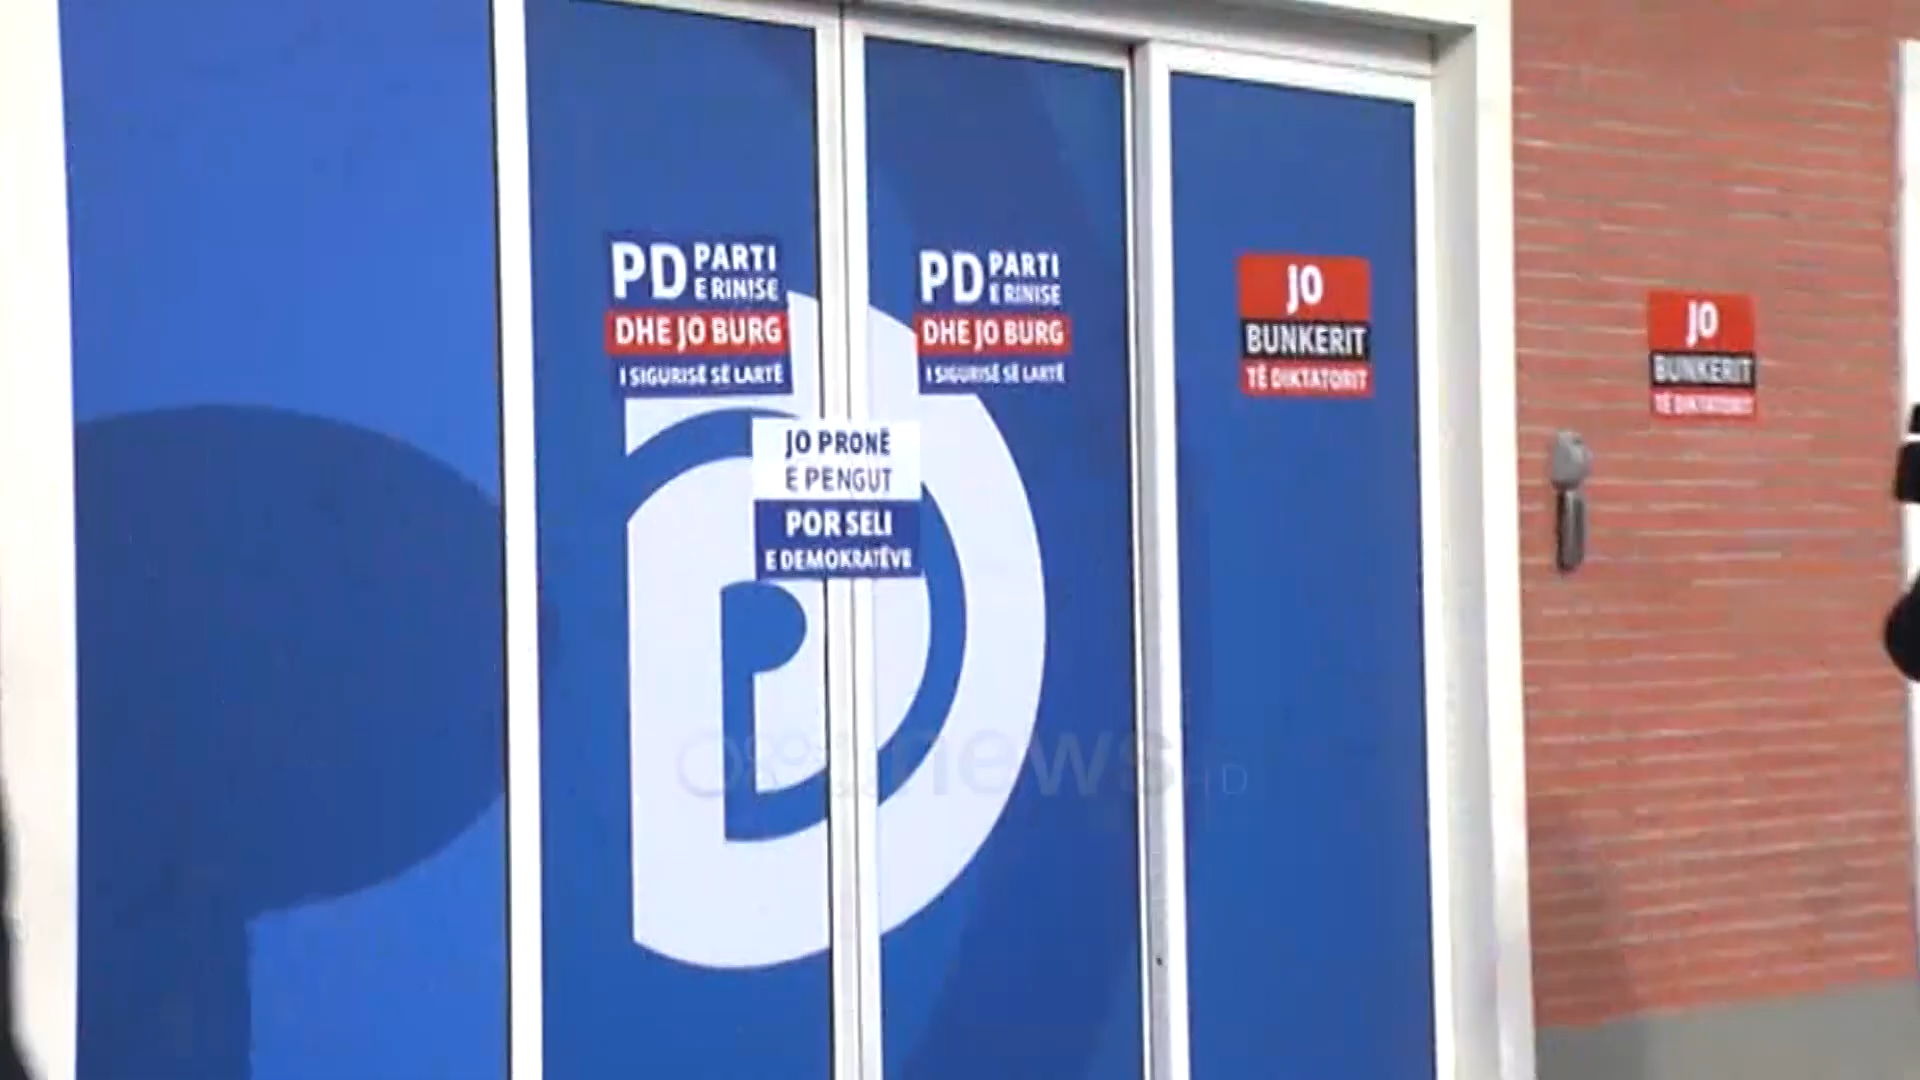 PD PARTI
E RINISE
DHE JO BURG
I SIGURISË SË LARTË
PD PARTI
E RINISE
DHE JO BURG
I SIGURISË SË LARTË
JO PRONË
E PENGUT
POR SELI
E DEMOKRATËVE
JO
BUNKERIT
TË DIKTATORIT
JO
BUNKERIT
TË DIKTATORIT
news